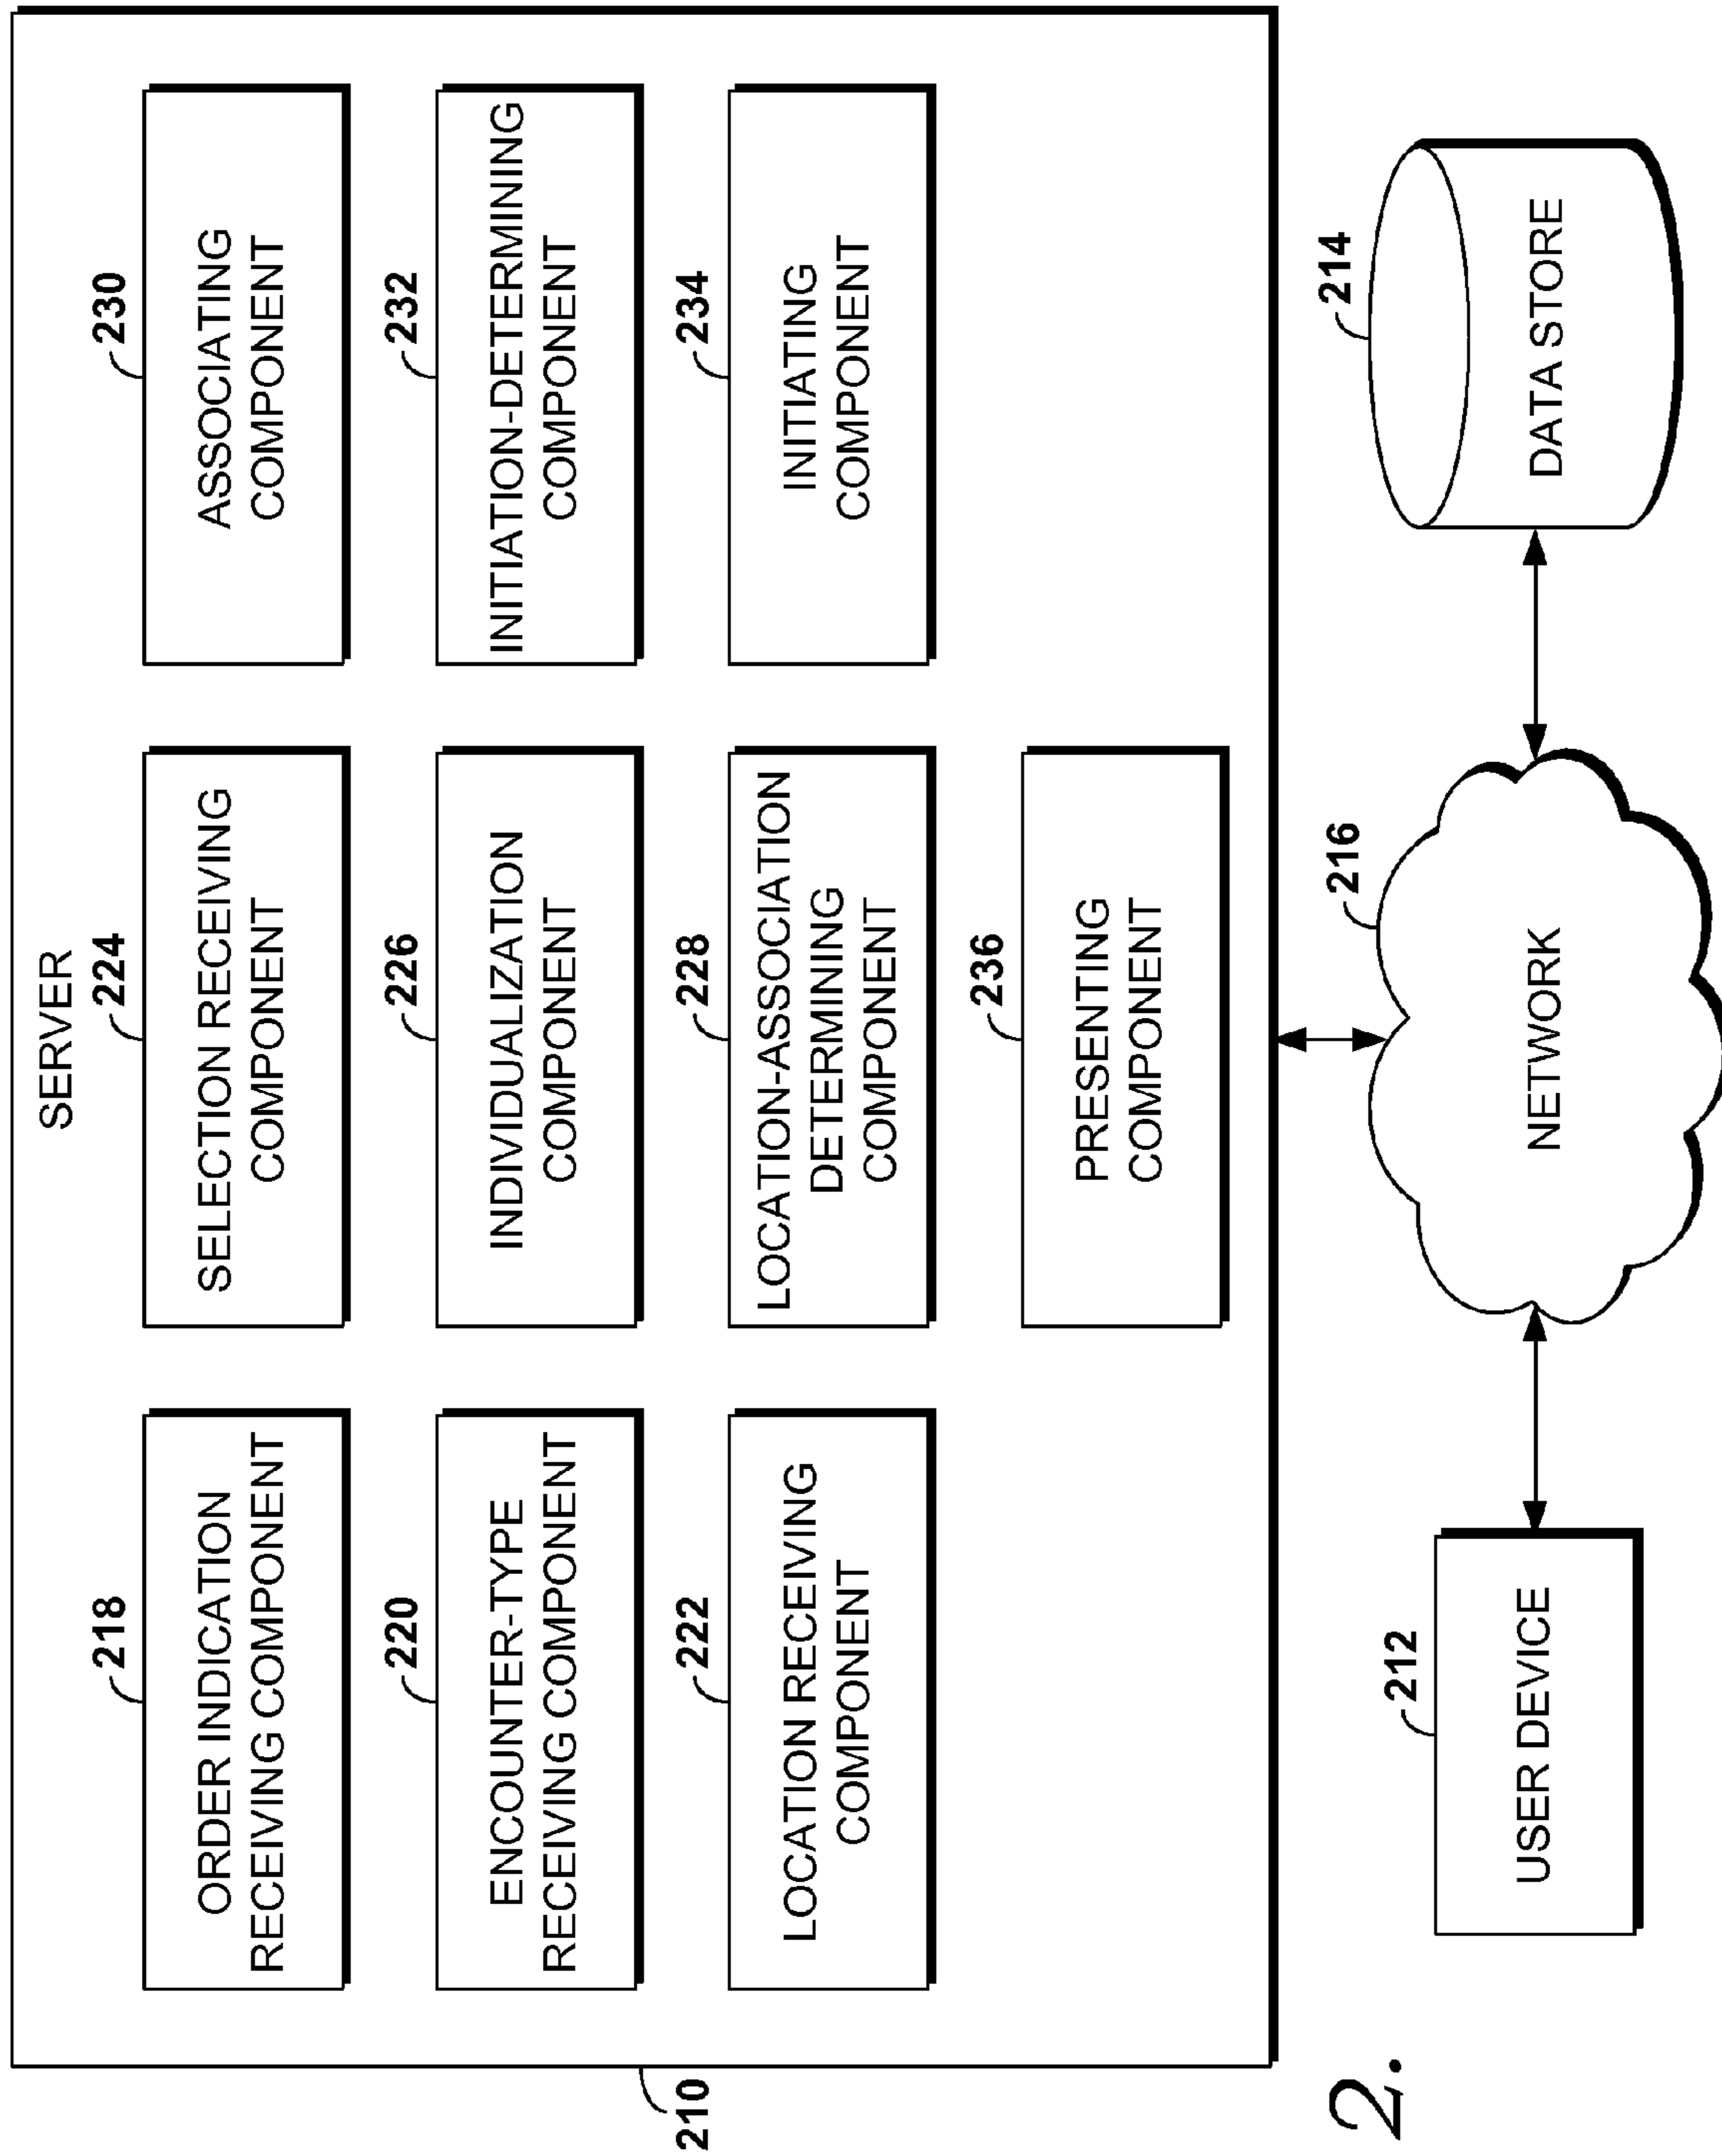 SERVER
218
ORDER INDICATION
RECEIVING COMPONENT
224
SELECTION RECEIVING
COMPONENT
230
ASSOCIATING
COMPONENT
220
ENCOUNTER-TYPE
RECEIVING COMPONENT
226
INDIVIDUALIZATION
COMPONENT
232
INITIATION-DETERMINING
COMPONENT
222
LOCATION RECEIVING
COMPONENT
228
LOCATION-ASSOCIATION
DETERMINING
COMPONENT
234
INITIATING
COMPONENT
210
236
PRESENTING
COMPONENT
212
USER DEVICE
216
NETWORK
214
DATA STORE
2.